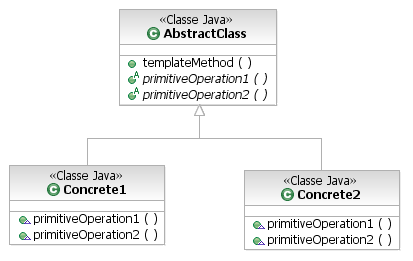 «Classe Java»
C AbstractClass
templateMethod ( )
A primitiveOperation1 ( )
A primitiveOperation2 ( )
«Classe Java»
C Concrete1
primitiveOperation1 ( )
primitiveOperation2 ( )
«Classe Java»
C Concrete2
primitiveOperation1 ( )
primitiveOperation2 ( )